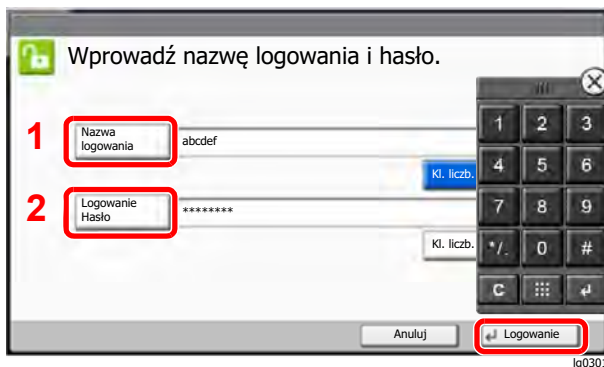 Wprowadź nazwę logowania i hasło.
1
Nazwa
logowania
abcdef
Kl. liczb.
2
Logowanie
Hasło
********
Kl. liczb.
1 2 3
4 5 6
7 8 9
*/. 0 #
C
Anuluj
Logowanie
lg0301